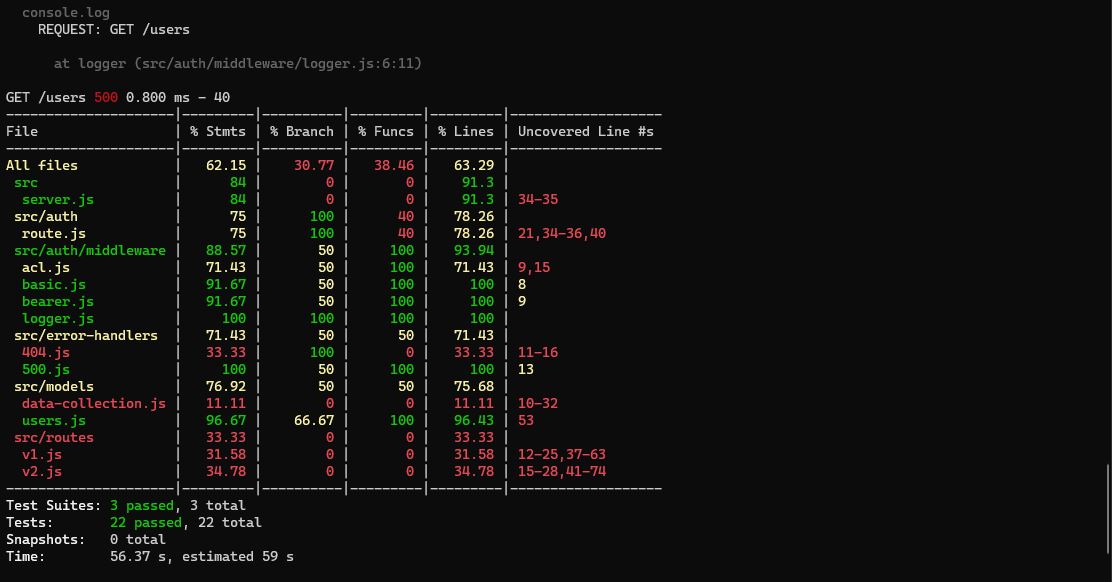 console.log
REQUEST: GET /users
at logger (src/auth/middleware/logger.js:6:11)
GET /users 500 0.800 ms - 40
---------------------|---------|----------|---------|---------|-------------------
File                 | % Stmts | % Branch | % Funcs | % Lines | Uncovered Line #s
---------------------|---------|----------|---------|---------|-------------------
All files            |   62.15 |    30.77 |   38.46 |   63.29 |
 src                 |      84 |        0 |       0 |    91.3 |
  server.js          |      84 |        0 |       0 |    91.3 | 34-35
 src/auth            |      75 |      100 |      40 |   78.26 |
  route.js           |      75 |      100 |      40 |   78.26 | 21,34-36,40
 src/auth/middleware |   88.57 |       50 |     100 |   93.94 |
  acl.js             |   71.43 |       50 |     100 |   71.43 | 9,15
  basic.js           |   91.67 |       50 |     100 |     100 | 8
  bearer.js          |   91.67 |       50 |     100 |     100 | 9
  logger.js          |     100 |      100 |     100 |     100 |
 src/error-handlers  |   71.43 |       50 |      50 |   71.43 |
  404.js             |   33.33 |      100 |       0 |   33.33 | 11-16
  500.js             |     100 |       50 |     100 |     100 | 13
 src/models          |   76.92 |       50 |      50 |   75.68 |
  data-collection.js |   11.11 |        0 |       0 |   11.11 | 10-32
  users.js           |   96.67 |    66.67 |     100 |   96.43 | 53
 src/routes          |   33.33 |        0 |       0 |   33.33 |
  v1.js              |   31.58 |        0 |       0 |   31.58 | 12-25,37-63
  v2.js              |   34.78 |        0 |       0 |   34.78 | 15-28,41-74
---------------------|---------|----------|---------|---------|-------------------
Test Suites: 3 passed, 3 total
Tests:       22 passed, 22 total
Snapshots:   0 total
Time:        56.37 s, estimated 59 s